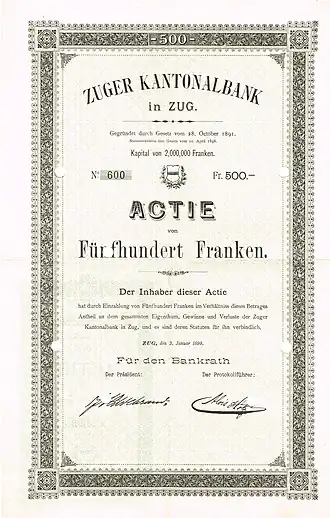 -500-
ZUGER KANTONALBANK
in ZUG.
Gegründet durch Gesetz vom 28. October 1891.
Kapital von 2,000,000 Franken.
No 600 Fr. 500.—
ACTIE
von
Fünfhundert Franken.
Der Inhaber dieser Actie
hat durch Einzahlung von Fünfhundert Franken im Verhältniss dieses Betrages
Antheil an dem gesammten Eigenthum, Gewinne und Verluste der Zuger
Kantonalbank in Zug, und es sind deren Statuten für ihn verbindlich.
ZUG, den 3. Januar
Für den Bankrath
Der Präsident: Der Protokollführer: